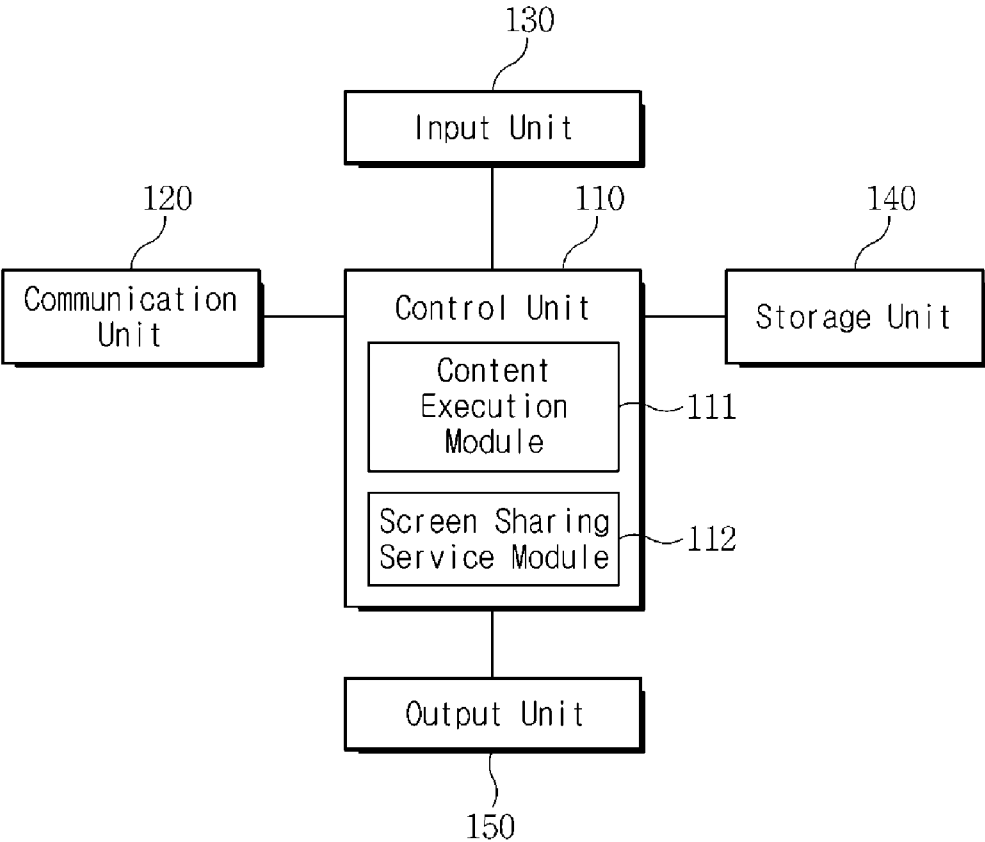 130
Input Unit
120
110
140
Communication
Unit
Control Unit
Storage Unit
Content
Execution
Module
111
Screen Sharing
Service Module
112
Output Unit
150